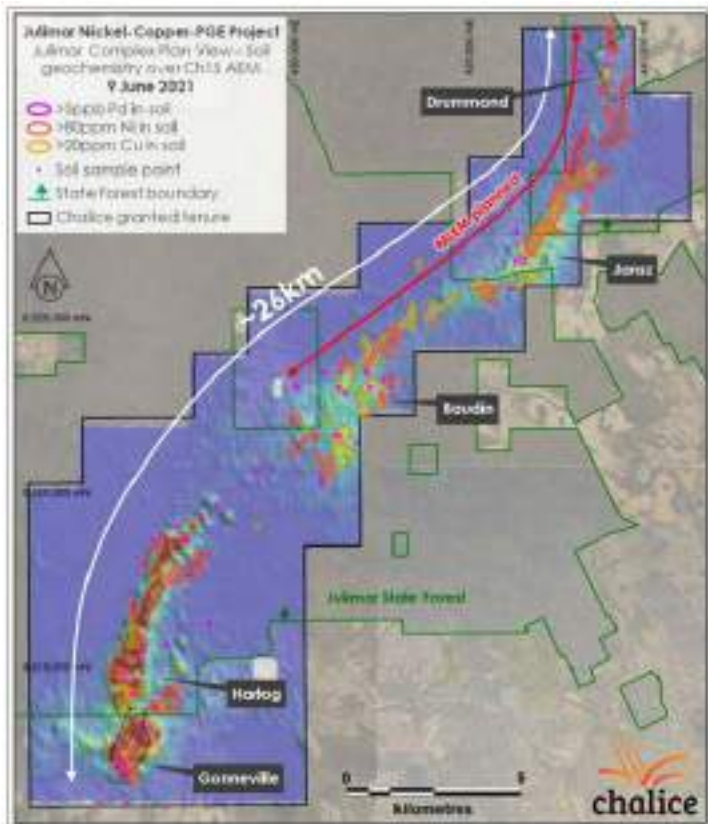 Julimar Nickel-Copper-PGE Project
Julimar Complex Plan View - Soil
geochemistry over Ch15 AEM
9 June 2021
>5ppb Pd in soil
>80ppm Ni in soil
>20ppm Cu in soil
Soil sample point
State Forest boundary
Chalice granted tenure
Drummond
MLEM planned
Jansz
N
~26km
Baudin
Julimar State Forest
Hartog
Gonneville
0
5
Kilometres
chalice